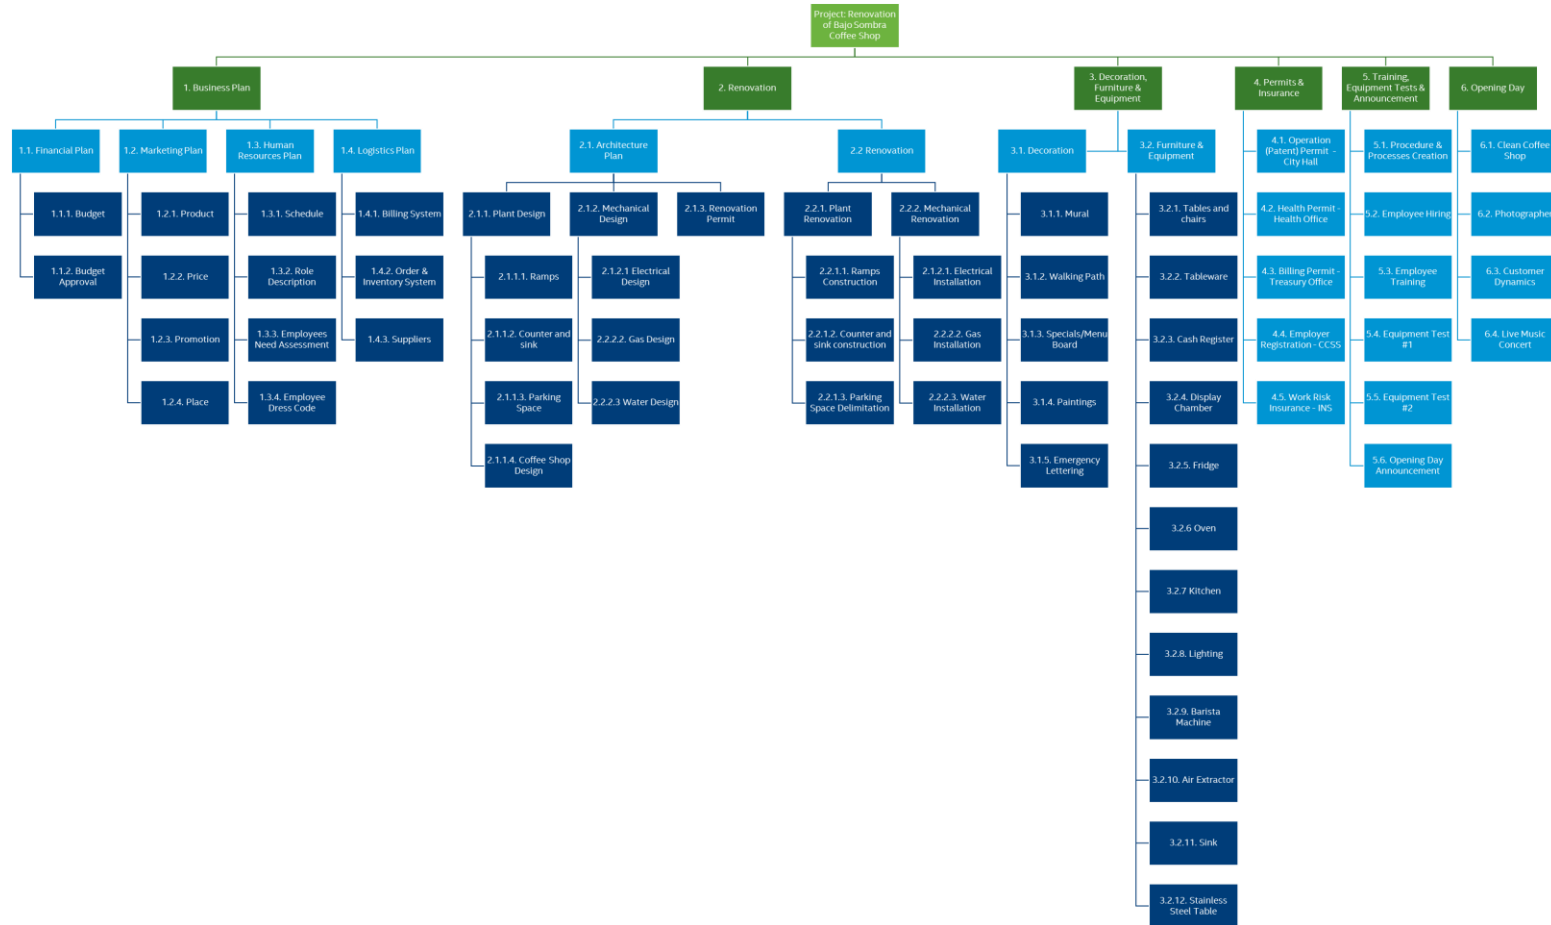 Project: Renovation
of Bajo Sombra
Coffee Shop
1. Business Plan
2. Renovation
3. Decoration,
Furniture &
Equipment
4. Permits &
Insurance
5. Training,
Equipment Tests &
Announcement
6. Opening Day
1.1. Financial Plan
1.2. Marketing Plan
1.3. Human
Resources Plan
1.4. Logistics Plan
2.1. Architecture
Plan
2.2 Renovation
3.1. Decoration
3.2. Furniture &
Equipment
4.1. Operation
(Patent) Permit -
City Hall
5.1. Procedure &
Processes Creation
6.1. Clean Coffee
Shop
1.1.1. Budget
1.2.1. Product
1.3.1. Schedule
1.4.1. Billing System
2.1.1. Plant Design
2.1.2. Mechanical
Design
2.1.3. Renovation
Permit
2.2.1. Plant
Renovation
2.2.2. Mechanical
Renovation
3.1.1. Mural
3.2.1. Tables and
chairs
4.2. Health Permit -
Health Office
5.2. Employee Hiring
6.2. Photographer
1.1.2. Budget
Approval
1.2.2. Price
1.3.2. Role
Description
1.4.2. Order &
Inventory System
2.1.1.1. Ramps
2.1.2.1 Electrical
Design
2.2.1.1. Ramps
Construction
2.1.2.1. Electrical
Installation
3.1.2. Walking Path
3.2.2. Tableware
4.3. Billing Permit -
Treasury Office
5.3. Employee
Training
6.3. Customer
Dynamics
1.2.3. Promotion
1.3.3. Employees
Need Assessment
1.4.3. Suppliers
2.1.1.2. Counter and
sink
2.2.2.2. Gas Design
2.2.1.2. Counter and
sink construction
2.2.2.2. Gas
Installation
3.1.3. Specials/Menu
Board
3.2.3. Cash Register
4.4. Employer
Registration - CCSS
5.4. Equipment Test
#1
6.4. Live Music
Concert
1.2.4. Place
1.3.4. Employee
Dress Code
2.1.1.3. Parking
Space
2.2.2.3 Water Design
2.2.1.3. Parking
Space Delimitation
2.2.2.3. Water
Installation
3.1.4. Paintings
3.2.4. Display
Chamber
4.5. Work Risk
Insurance - INS
5.5. Equipment Test
#2
2.1.1.4. Coffee Shop
Design
3.1.5. Emergency
Lettering
3.2.5. Fridge
5.6. Opening Day
Announcement
3.2.6 Oven
3.2.7 Kitchen
3.2.8. Lighting
3.2.9. Barista
Machine
3.2.10. Air Extractor
3.2.11. Sink
3.2.12. Stainless
Steel Table